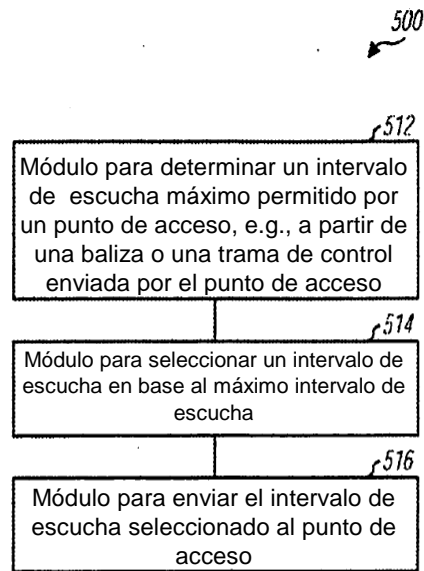 500
512
Módulo para determinar un intervalo
de escucha máximo permitido por
un punto de acceso, e.g., a partir de
una baliza o una trama de control
enviada por el punto de acceso
514
Módulo para seleccionar un intervalo de
escucha en base al máximo intervalo de
escucha
516
Módulo para enviar el intervalo de
escucha seleccionado al punto de
acceso